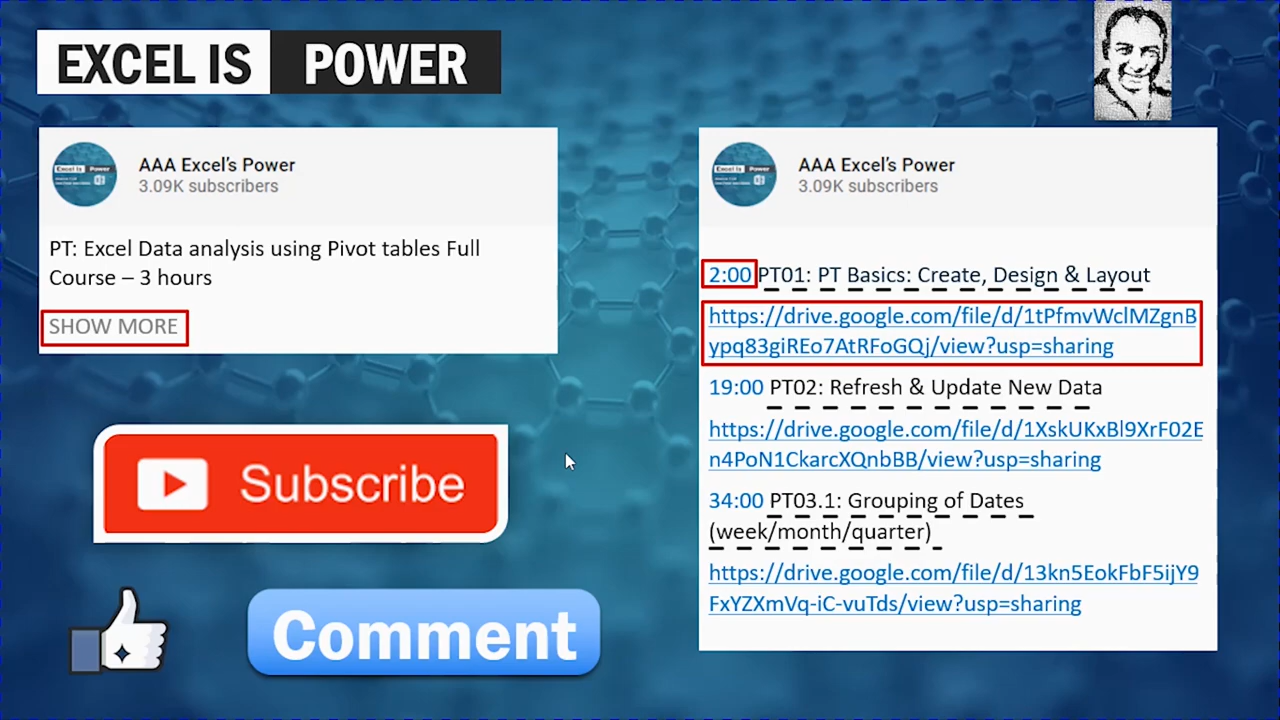 EXCEL IS POWER
AAA Excel's Power
3.09K subscribers
PT: Excel Data analysis using Pivot tables Full
Course – 3 hours
SHOW MORE
Subscribe
Comment
AAA Excel's Power
3.09K subscribers
2:00 PT01: PT Basics: Create, Design & Layout
https://drive.google.com/file/d/1tPfmvWclMZgnB
ypq83giREo7AtRFoGQj/view?usp=sharing
19:00 PT02: Refresh & Update New Data
https://drive.google.com/file/d/1XskUKxBl9XrF02E
n4PoN1CkarcXQnbBB/view?usp=sharing
34:00 PT03.1: Grouping of Dates
(week/month/quarter)
https://drive.google.com/file/d/13kn5EokFbF5ijY9
FxYZXmVq-iC-vuTds/view?usp=sharing